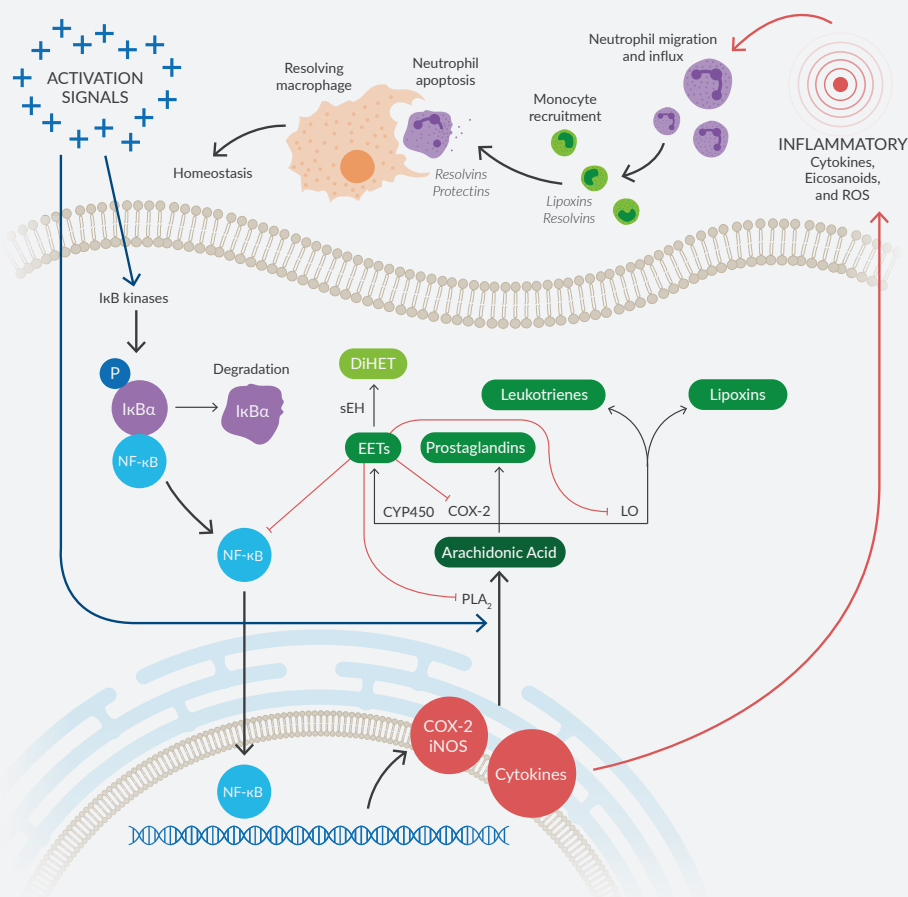 ACTIVATION
SIGNALS
Resolving
macrophage
Neutrophil
apoptosis
Monocyte
recruitment
Neutrophil migration
and influx
INFLAMMATORY
Cytokines,
Eicosanoids,
and ROS
Homeostasis
Resolvins
Protectins
Lipoxins
Resolvins
IκB kinases
P
IκBα
NF-κB
Degradation
IκBα
DiHET
sEH
EETs
Prostaglandins
Leukotrienes
Lipoxins
CYP450
COX-2
LO
NF-κB
Arachidonic Acid
PLA₂
COX-2
iNOS
Cytokines
NF-κB